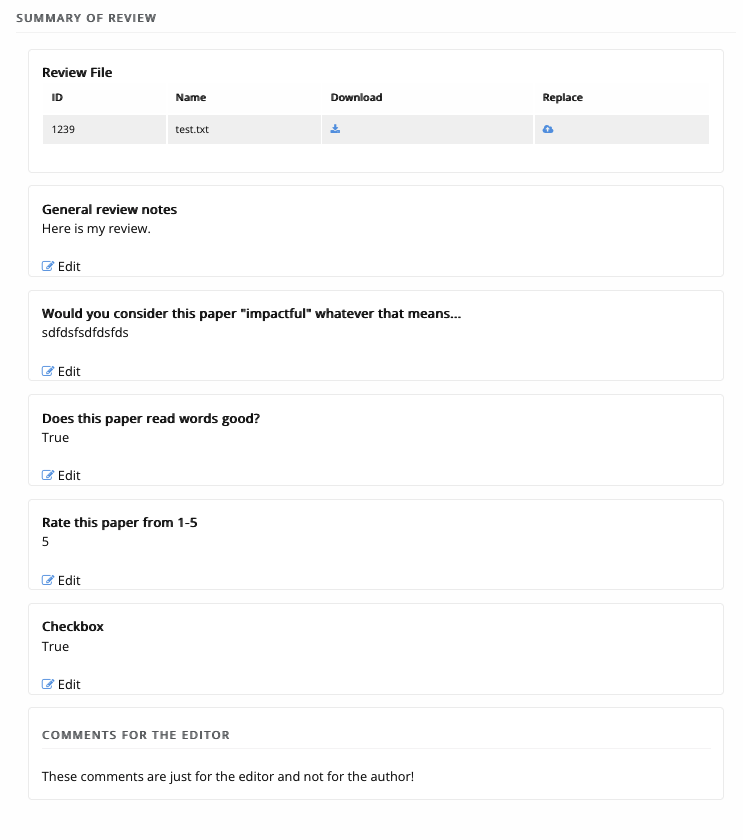 SUMMARY OF REVIEW
Review File
ID Name Download Replace
1239 test.txt
General review notes
Here is my review.
Edit
Would you consider this paper "impactful" whatever that means...
sdfdsfsdfdsfds
Edit
Does this paper read words good?
True
Edit
Rate this paper from 1-5
5
Edit
Checkbox
True
Edit
COMMENTS FOR THE EDITOR
These comments are just for the editor and not for the author!